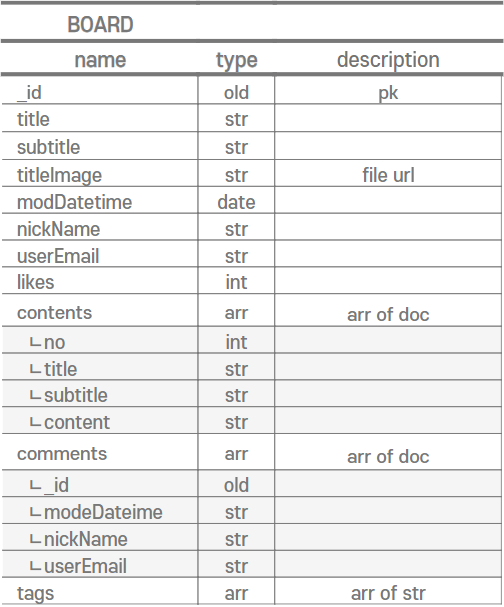 BOARD
name type description
_id old pk
title str
subtitle str
titleImage str file url
modDatetime date
nickName str
userEmail str
likes int
contents arr arr of doc
ㄴno int
ㄴtitle str
ㄴsubtitle str
ㄴcontent str
comments arr arr of doc
ㄴ_id old
ㄴmodeDateime str
ㄴnickName str
ㄴuserEmail str
tags arr arr of str